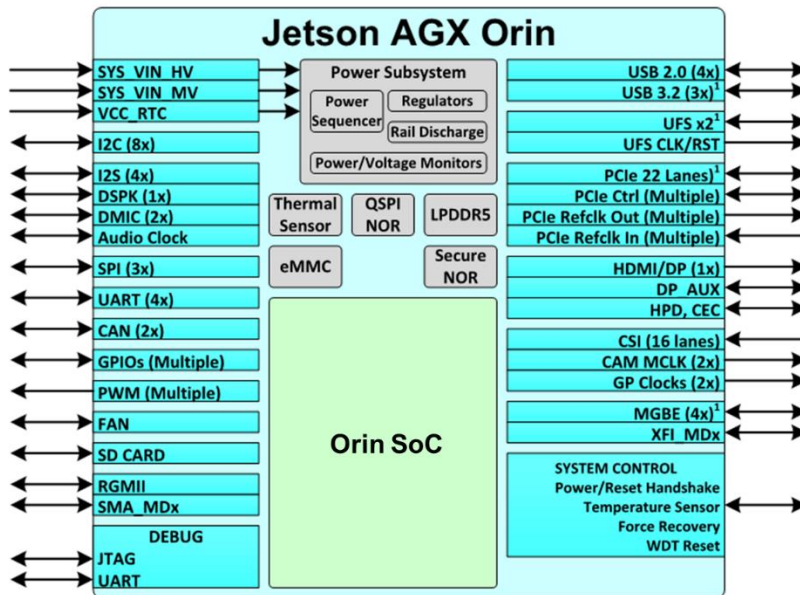 Jetson AGX Orin
SYS_VIN_HV
SYS_VIN_MV
VCC_RTC
I2C (8x)
I2S (4x)
DSPK (1x)
DMIC (2x)
Audio Clock
SPI (3x)
UART (4x)
CAN (2x)
GPIOs (Multiple)
PWM (Multiple)
FAN
SD CARD
RGMII
SMA_MDx
DEBUG
JTAG
UART
Power Subsystem
Power
Sequencer
Regulators
Rail Discharge
Power/Voltage Monitors
Thermal
Sensor
QSPI
NOR
LPDDR5
eMMC
Secure
NOR
Orin SoC
USB 2.0 (4x)
USB 3.2 (3x)¹
UFS x2¹
UFS CLK/RST
PCIe 22 Lanes)¹
PCIe Ctrl (Multiple)
PCIe Refclk Out (Multiple)
PCIe Refclk In (Multiple)
HDMI/DP (1x)
DP_AUX
HPD, CEC
CSI (16 lanes)
CAM MCLK (2x)
GP Clocks (2x)
MGBE (4x)¹
XFI_MDx
SYSTEM CONTROL
Power/Reset Handshake
Temperature Sensor
Force Recovery
WDT Reset